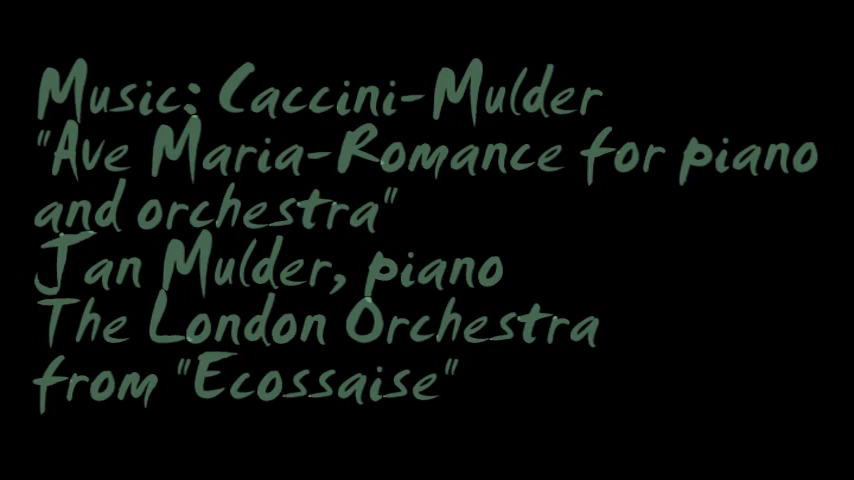 Music: Caccini-Mulder
"Ave Maria-Romance for piano
and orchestra"
Jan Mulder, piano
The London Orchestra
from "Ecossaise"